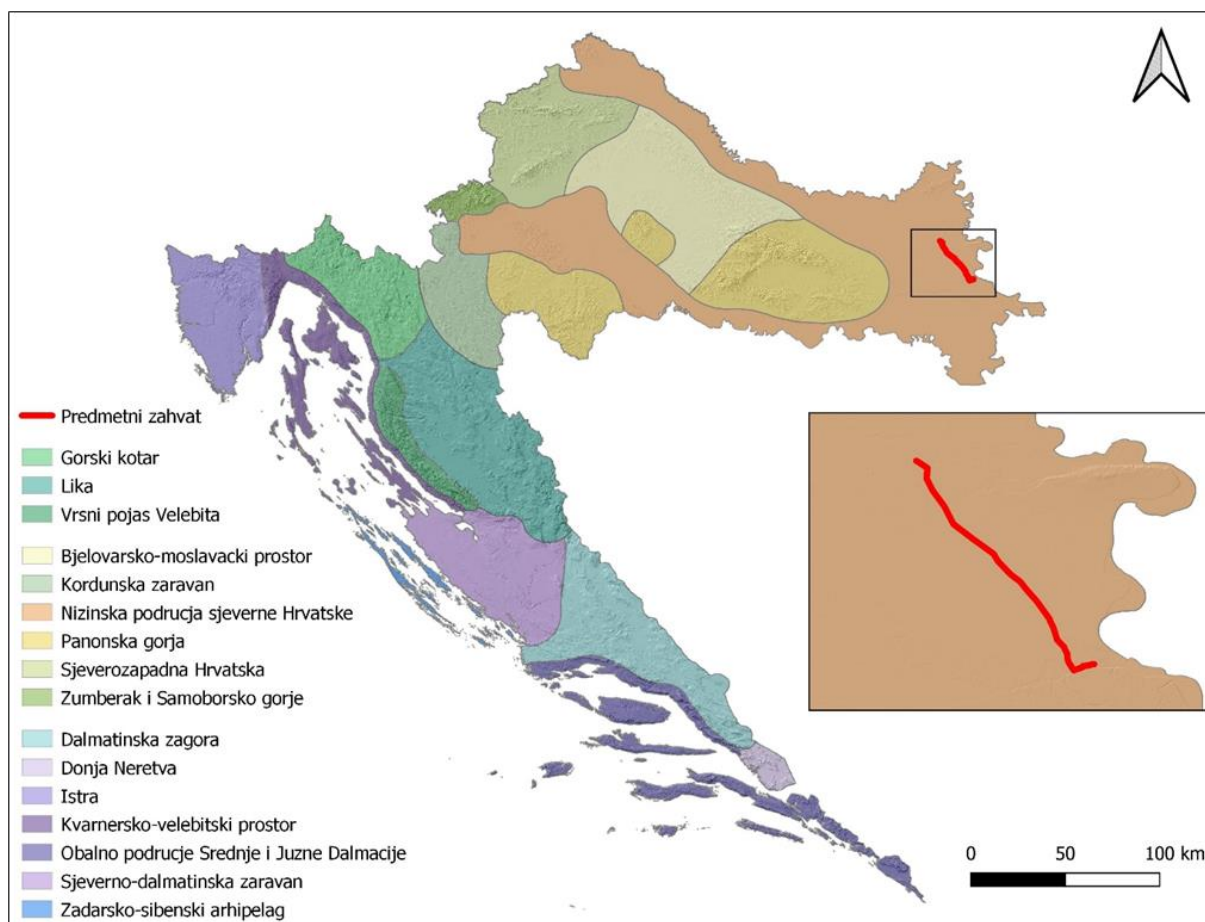 Predmetni zahvat
Gorski kotar
Lika
Vrsni pojas Velebita
Bjelovarsko-moslavacki prostor
Kordunska zaravan
Nizinska podrucja sjeverne Hrvatske
Panonska gorja
Sjeverozapadna Hrvatska
Zumberak i Samoborsko gorje
Dalmatinska zagora
Donja Neretva
Istra
Kvarnersko-velebitski prostor
Obalno podrucje Srednje i Juzne Dalmacije
Sjeverno-dalmatinska zaravan
Zadarsko-sibenski arhipelag
0 50 100 km